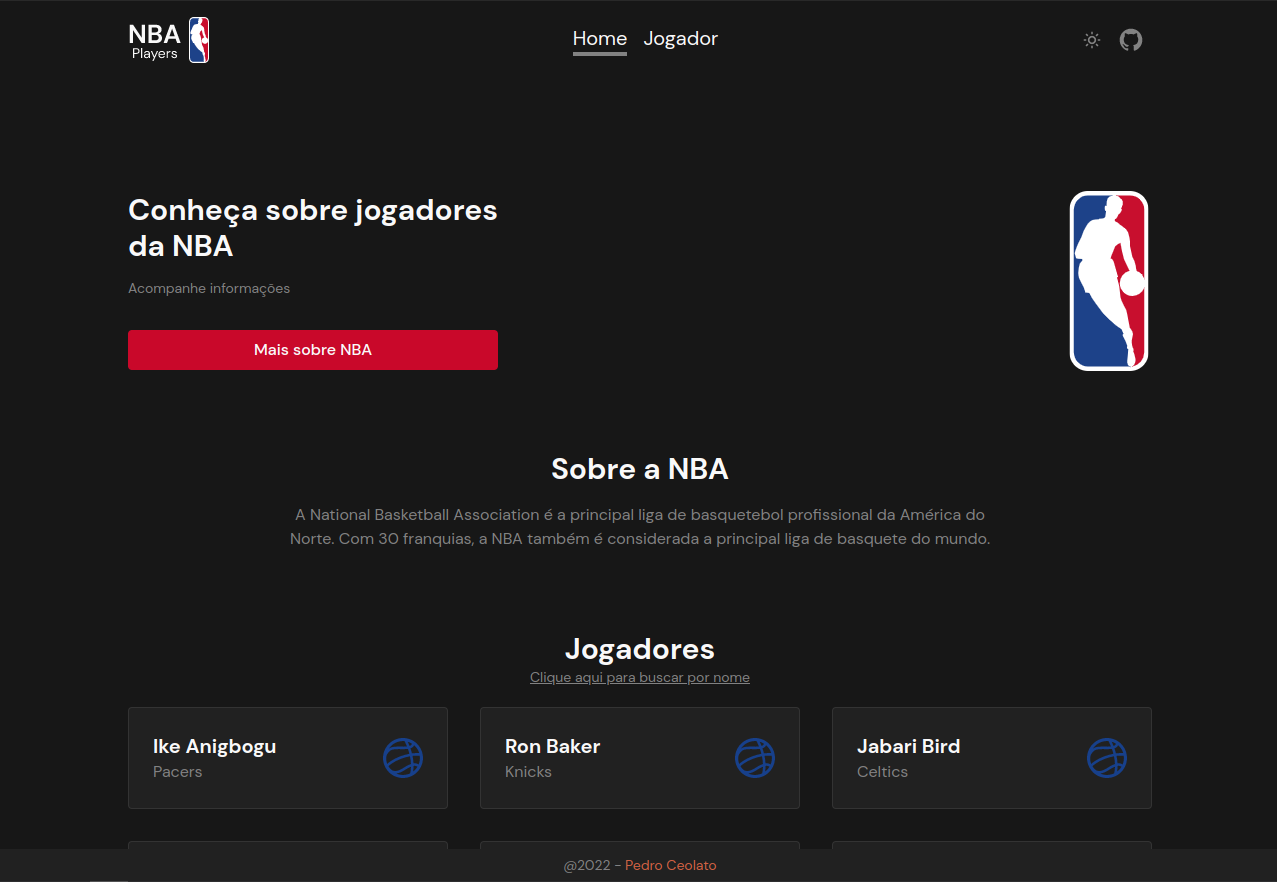 NBA
Players
Home Jogador
Conheça sobre jogadores
da NBA
Acompanhe informações
Mais sobre NBA
Sobre a NBA
A National Basketball Association é a principal liga de basquetebol profissional da América do
Norte. Com 30 franquias, a NBA também é considerada a principal liga de basquete do mundo.
Jogadores
Clique aqui para buscar por nome
Ike Anigbogu
Pacers
Ron Baker
Knicks
Jabari Bird
Celtics
@2022 - Pedro Ceolato